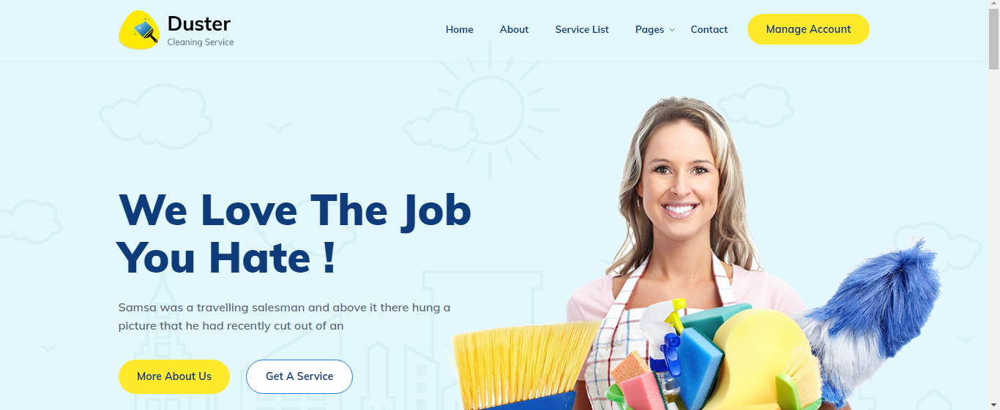 Duster
Cleaning Service
Home
About
Service List
Pages
Contact
Manage Account
We Love The Job
You Hate !
Samsa was a travelling salesman and above it there hung a
picture that he had recently cut out of an
More About Us
Get A Service